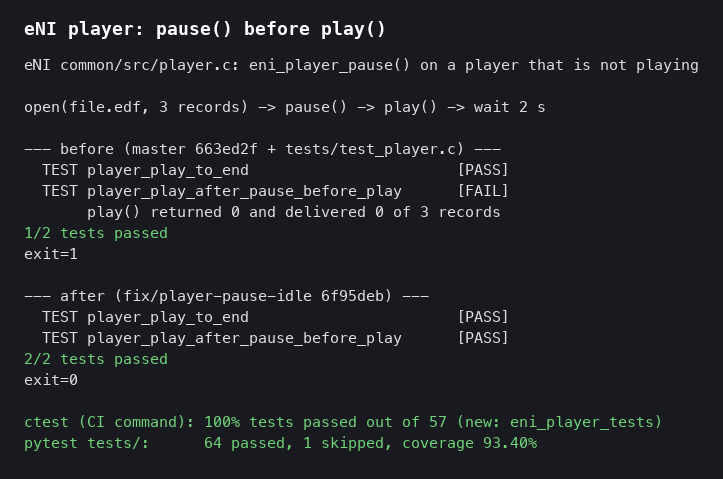 eNI player: pause() before play()
eNI common/src/player.c: eni_player_pause() on a player that is not playing
open(file.edf, 3 records) -> pause() -> play() -> wait 2 s
--- before (master 663ed2f + tests/test_player.c) ---
TEST player_play_to_end [PASS]
TEST player_play_after_pause_before_play [FAIL]
play() returned 0 and delivered 0 of 3 records
1/2 tests passed
exit=1
--- after (fix/player-pause-idle 6f95deb) ---
TEST player_play_to_end [PASS]
TEST player_play_after_pause_before_play [PASS]
2/2 tests passed
exit=0
ctest (CI command): 100% tests passed out of 57 (new: eni_player_tests)
pytest tests/: 64 passed, 1 skipped, coverage 93.40%